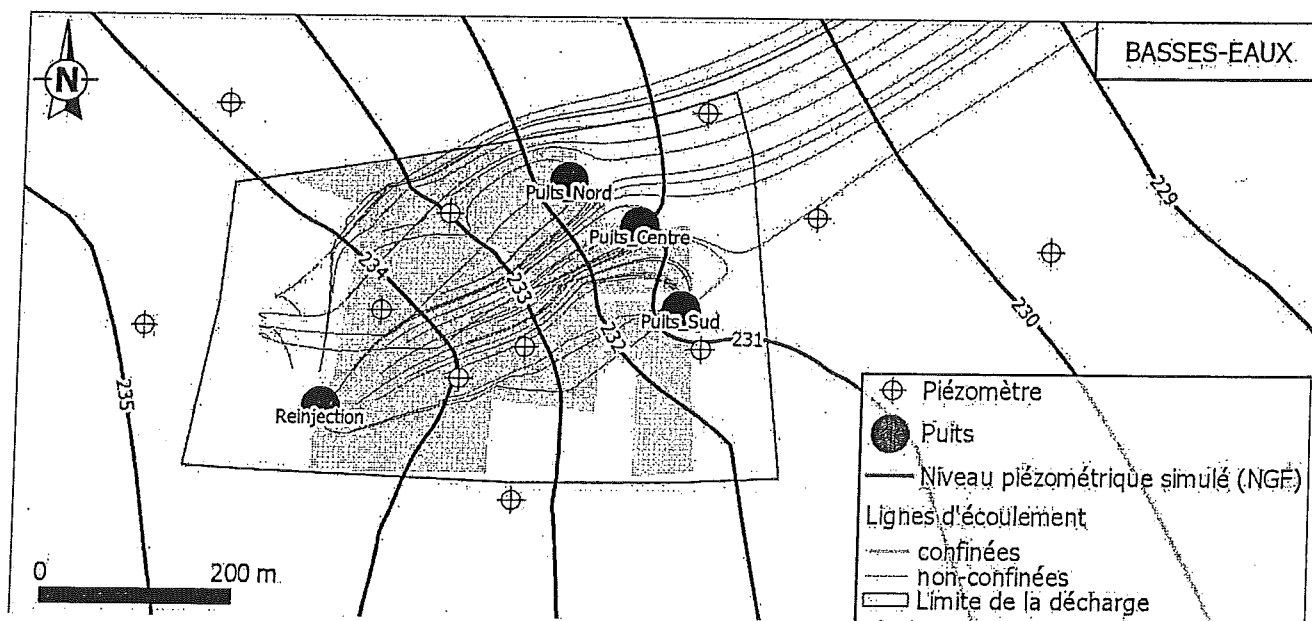 BASSES-EAUX
N
Puits_Nord
Puits_Centre
Puits_Sud
Reinjection
234
233
232
231
230
229
235
0 200 m
Piézomètre
Puits
Niveau piézométrique simulé (NGF)
Lignes d'écoulement
confinées
non-confinées
Limite de la décharge